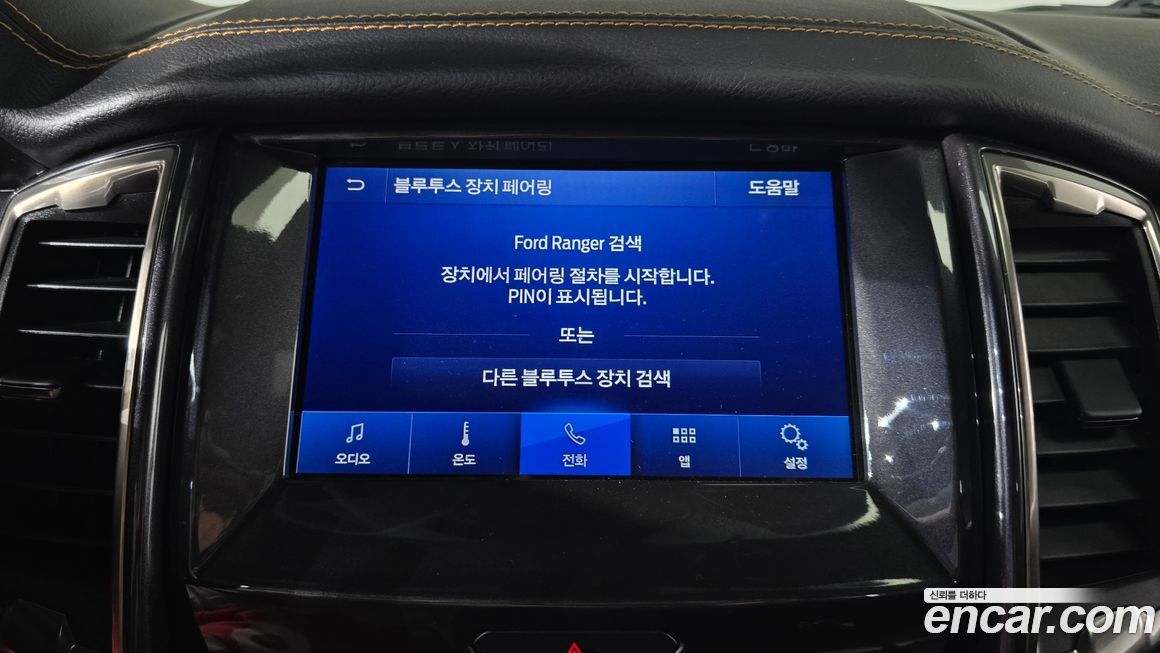 블루투스 장치 페어링
도움말
Ford Ranger 검색
장치에서 페어링 절차를 시작합니다.
PIN이 표시됩니다.
또는
다른 블루투스 장치 검색
오디오
온도
전화
앱
설정
신뢰를 더하다
encar.com